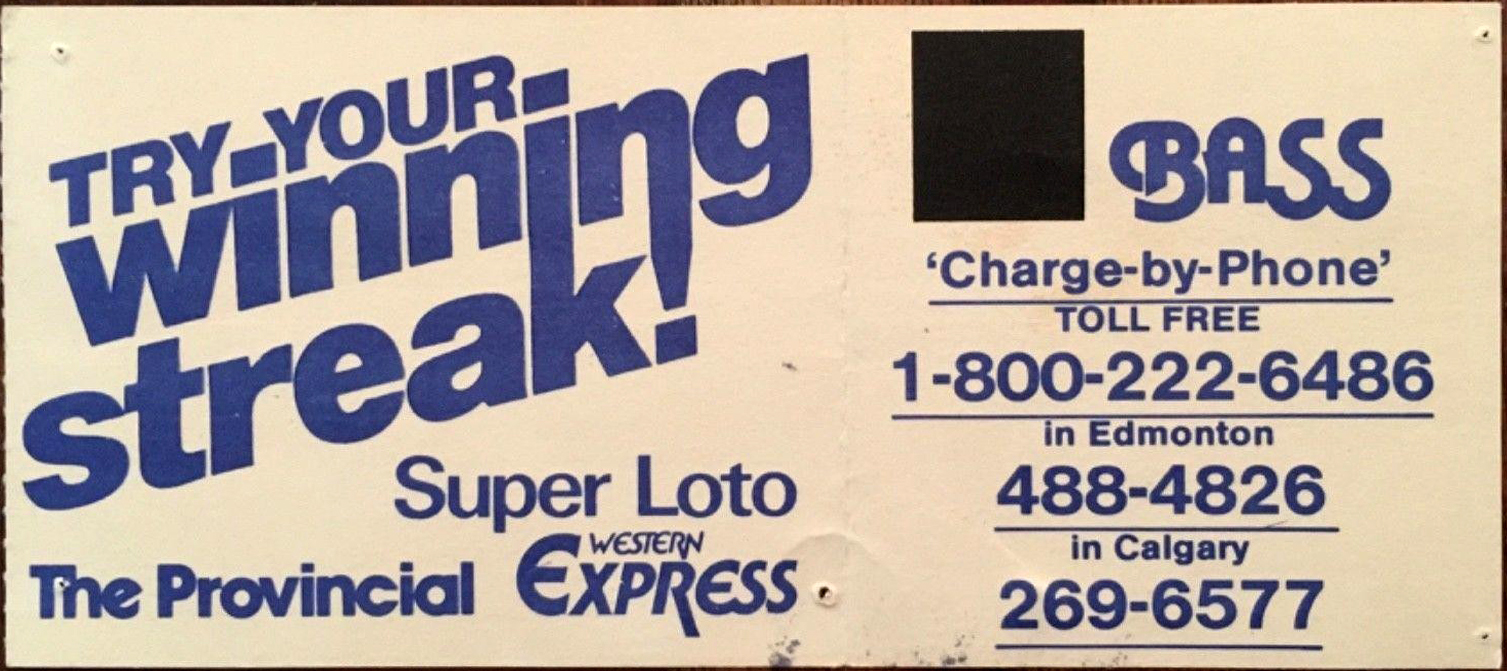 TRY YOUR
winning
streak!
Super Loto
The Provincial
WESTERN
EXPRESS
BASS
‘Charge-by-Phone’
TOLL FREE
1-800-222-6486
in Edmonton
488-4826
in Calgary
269-6577